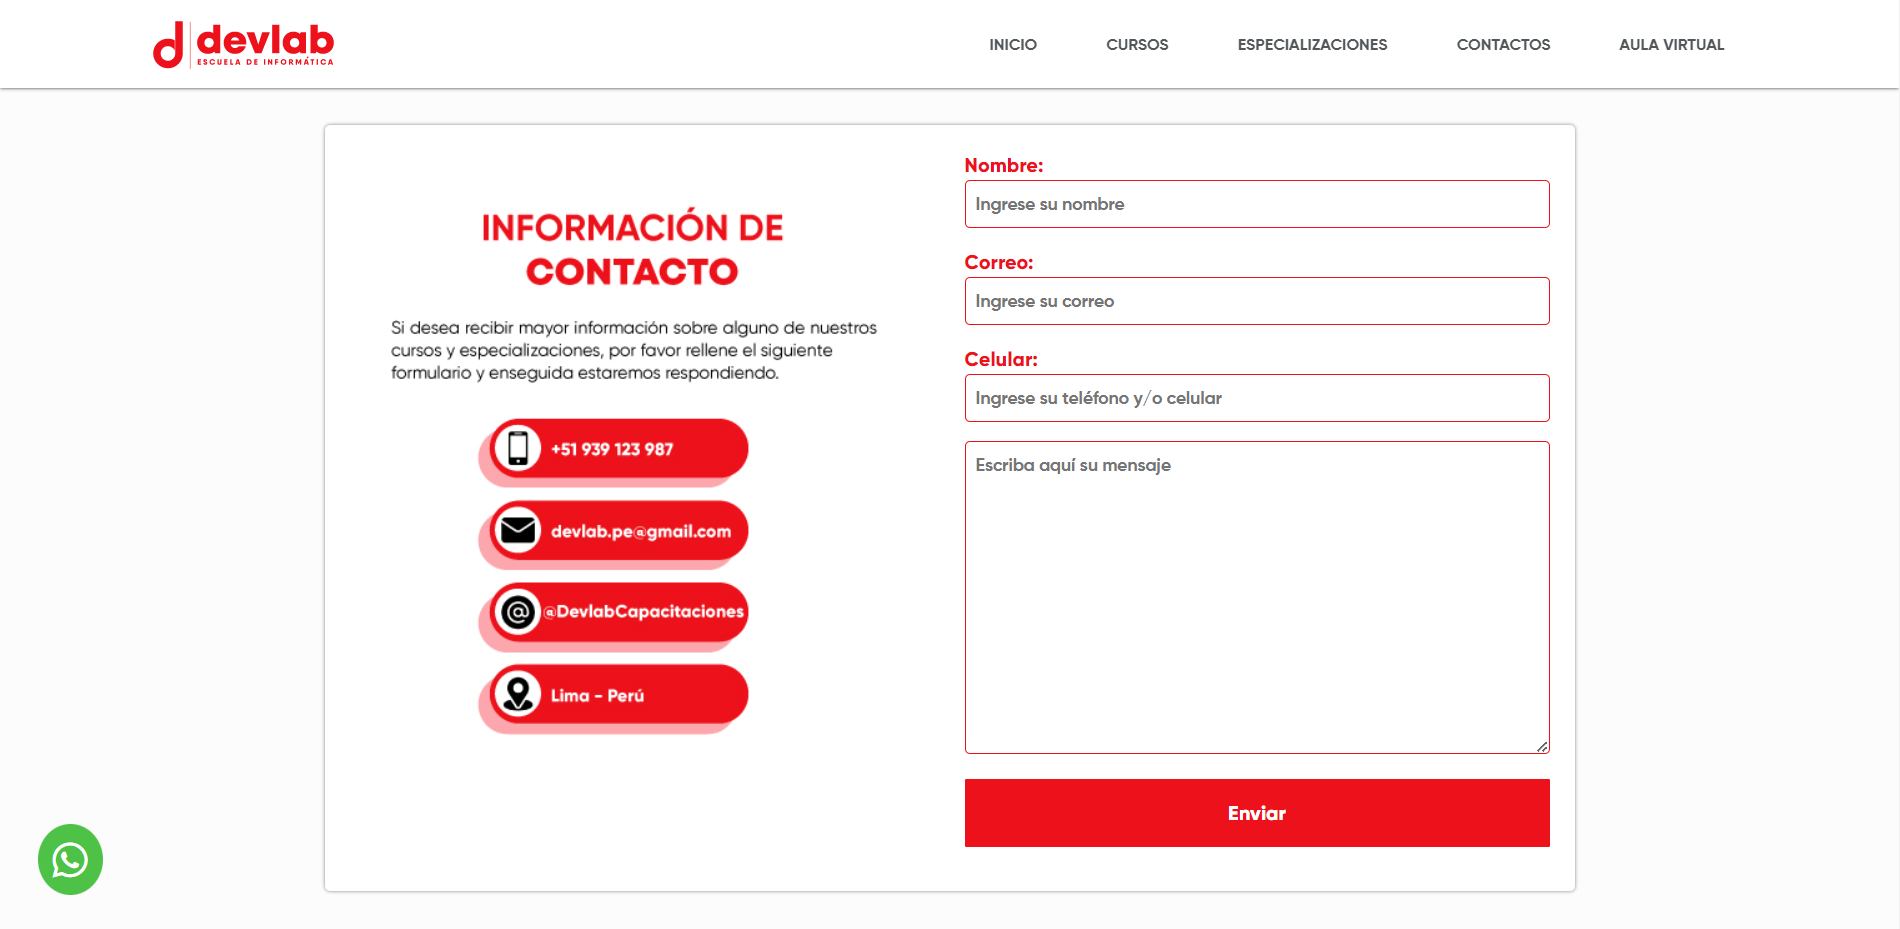 devlab
ESCUELA DE INFORMÁTICA
INICIO
CURSOS
ESPECIALIZACIONES
CONTACTOS
AULA VIRTUAL
INFORMACIÓN DE
CONTACTO
Si desea recibir mayor información sobre alguno de nuestros
cursos y especializaciones, por favor rellene el siguiente
formulario y enseguida estaremos respondiendo.
+51 939 123 987
devlab.pe@gmail.com
@DevlabCapacitaciones
Lima - Perú
Nombre:
Ingrese su nombre
Correo:
Ingrese su correo
Celular:
Ingrese su teléfono y/o celular
Escriba aquí su mensaje
Enviar